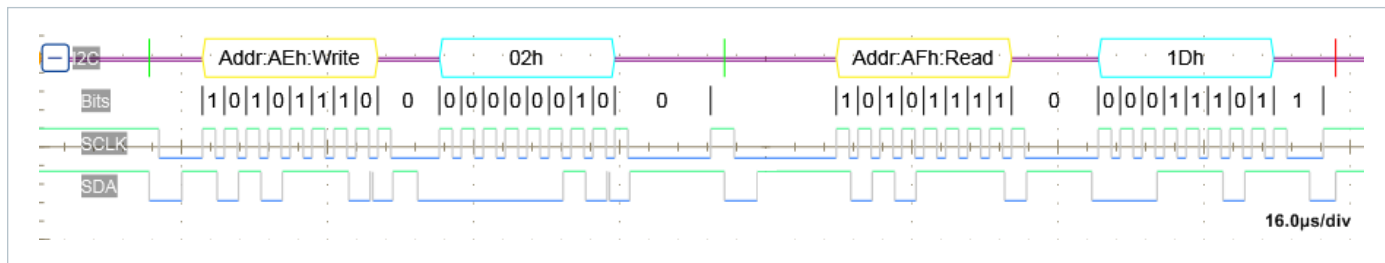 I2C Addr:AEh:Write 02h Addr:AFh:Read 1Dh
Bits 1 0 1 0 1 1 1 0 0 0 0 0 0 0 0 1 0 0 1 0 1 0 1 1 1 1 0 0 0 0 1 1 1 0 1 1
SCLK
SDA
16.0µs/div